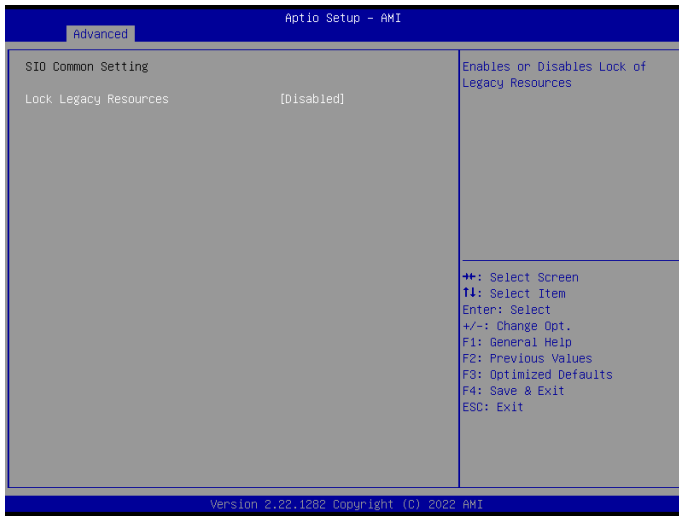 Aptio Setup – AMI
Advanced
SIO Common Setting
Lock Legacy Resources [Disabled]
Enables or Disables Lock of
Legacy Resources
→←: Select Screen
↑↓: Select Item
Enter: Select
+/-: Change Opt.
F1: General Help
F2: Previous Values
F3: Optimized Defaults
F4: Save & Exit
ESC: Exit
Version 2.22.1282 Copyright (C) 2022 AMI